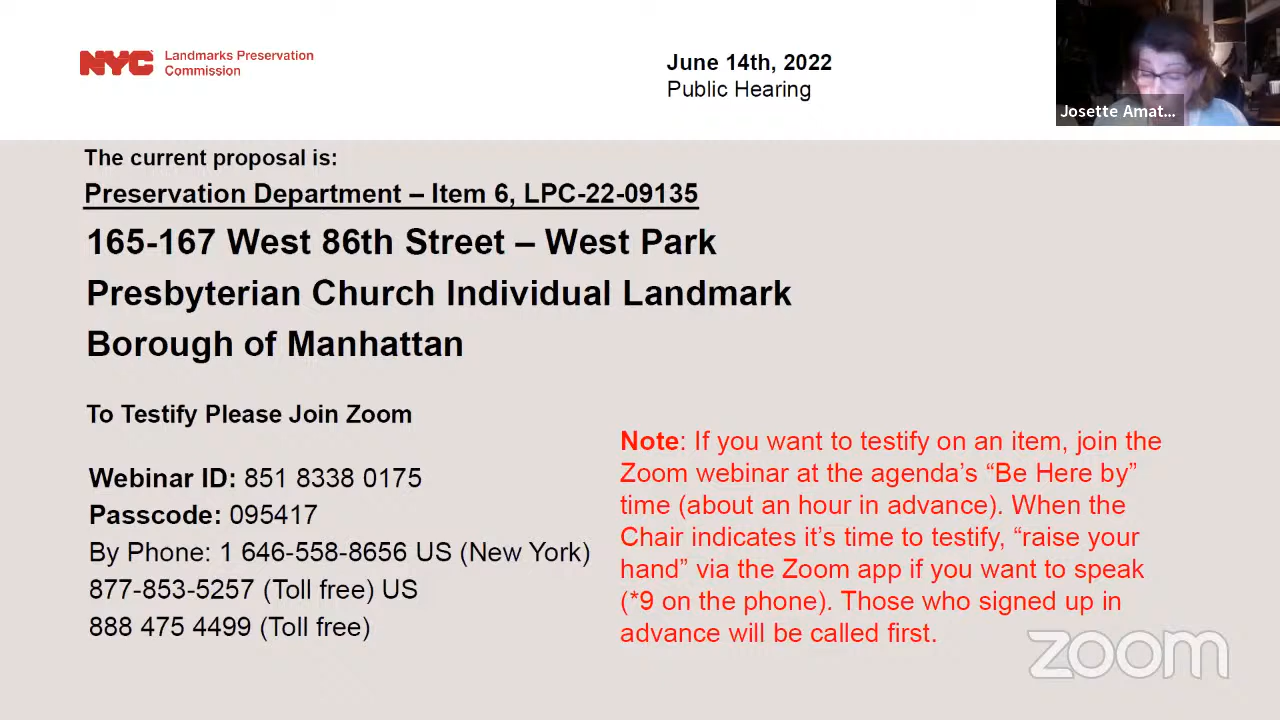 NYC Landmarks Preservation
Commission
June 14th, 2022
Public Hearing
Josette Amat...
The current proposal is:
Preservation Department – Item 6, LPC-22-09135
165-167 West 86th Street – West Park
Presbyterian Church Individual Landmark
Borough of Manhattan
To Testify Please Join Zoom
Webinar ID: 851 8338 0175
Passcode: 095417
By Phone: 1 646-558-8656 US (New York)
877-853-5257 (Toll free) US
888 475 4499 (Toll free)
Note: If you want to testify on an item, join the
Zoom webinar at the agenda’s “Be Here by”
time (about an hour in advance). When the
Chair indicates it’s time to testify, “raise your
hand” via the Zoom app if you want to speak
(*9 on the phone). Those who signed up in
advance will be called first.
zoom